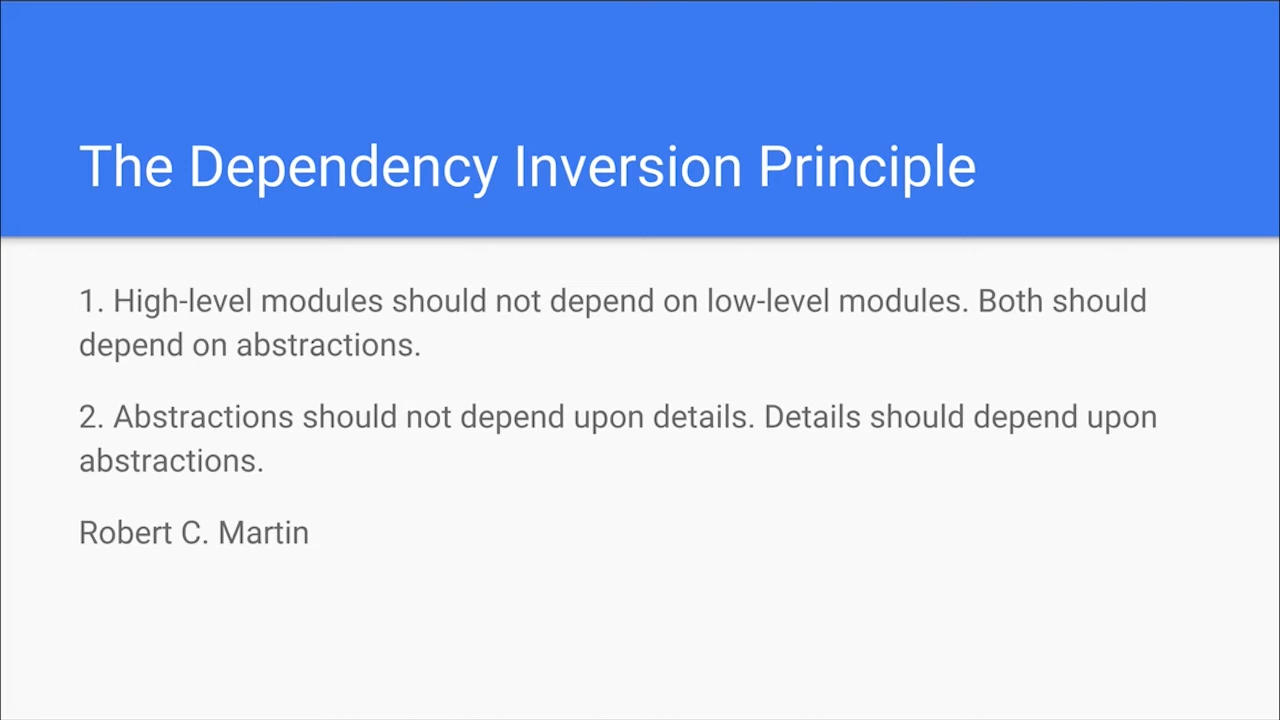 The Dependency Inversion Principle
1. High-level modules should not depend on low-level modules. Both should
depend on abstractions.
2. Abstractions should not depend upon details. Details should depend upon
abstractions.
Robert C. Martin